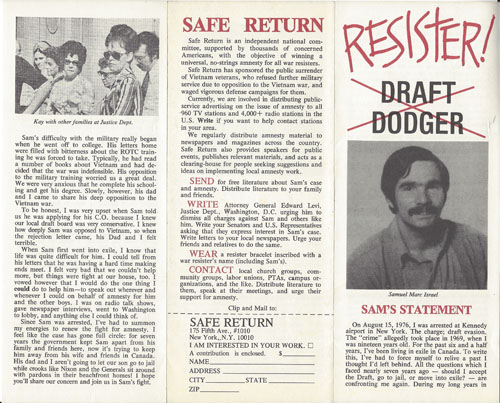 Kay with other families at Justice Dept.
Sam's difficulty with the military really began
when he went off to college. His letters home
were filled with bitterness about the ROTC train-
ing he was forced to take. Typically, he had read
a number of books about Vietnam and had de-
cided that the war was indefensible. His opposition
to the military training worried us a great deal.
We were very anxious that he complete his school-
ing and get his degree. Slowly, however, his dad
and I came to share his deep opposition to the
Vietnam war.
To be honest, I was very upset when Sam told
us he was applying for his C.O. because I knew
our local draft board was very conservative. I knew
how deeply Sam was opposed to Vietnam, so when
the rejection letter came, his Dad and I felt
terrible.
When Sam first went into exile, I know that
life was quite difficult for him. I could tell from
his letters that he was having a hard time making
ends meet. I felt very bad that we couldn't help
more, but things were tight at our house, too. I
vowed however that I would do the one thing I
could do to help him—to speak out wherever and
whenever I could on behalf of amnesty for him
and the other boys. I was on radio talk shows,
gave newspaper interviews, went to Washington
to lobby, and anything else I could think of.
Since Sam was arrested, I've had to summon
my energies to renew the fight for amnesty. I
feel like the case has spun full circle: for seven
years the government kept Sam apart from his
family and friends here, now it's trying to keep
him away from his wife and friends in Canada.
His dad and I aren't going to let our son go to jail
while crooks like Nixon and the Generals sit around
with pardons in their beachfront homes! I hope
you'll share our concern and join us in Sam's fight.
SAFE RETURN
Safe Return is an independent national com-
mittee, supported by thousands of concerned
Americans, with the objective of winning a
universal, no-strings amnesty for all war resisters.
Safe Return has sponsored the public surrender
of Vietnam veterans, who refused further military
service due to opposition to the Vietnam war, and
waged vigorous defense campaigns for them.
Currently, we are involved in distributing public-
service advertising on the issue of amnesty to all
960 TV stations and 4,000+ radio stations in the
U.S. Write if you want to help contact stations
in your area.
We regularly distribute amnesty material to
newspapers and magazines across the country.
Safe Return also provides speakers for public
events, publishes relevant materials, and acts as a
clearing-house for people seeking suggestions and
ideas on implementing local amnesty work.
SEND for free literature about Sam's case
and amnesty. Distribute literature to your family
and friends.
WRITE Attorney General Edward Levi,
Justice Dept., Washington, D.C. urging him to
dismiss all charges against Sam and others like
him. Write your Senators and U.S. Representatives
asking that they express interest in Sam's case.
Write letters to your local newspapers. Urge your
friends and relatives to do the same.
WEAR a resister bracelet inscribed with a
war resister's name (including Sam's).
CONTACT local church groups, com-
munity groups, labor unions, PTAs, campus or-
ganizations, and the like. Distribute literature to
them, speak at their meetings, and urge their
support for amnesty.
Clip and Mail to:
SAFE RETURN
175 Fifth Ave., #1010
New York, N.Y. 10010
I AM INTERESTED IN YOUR WORK.
A contribution is enclosed. $
NAME
ADDRESS
CITY STATE
ZIP
RESISTER!
DRAFT
DODGER
Samuel Marc Israel
SAM'S STATEMENT
On August 15, 1976, I was arrested at Kennedy
airport in New York. The charge; draft evasion.
The "crime" allegedly took place in 1969, when I
was nineteen years old. For the past six and a half
years, I've been living in exile in Canada. To write
this, I've had to force myself to relive a past I
thought I'd left behind. All the questions which I
faced nearly seven years ago — should I accept
the Draft, go to jail, or move into exile? — are
confronting me again. During my long years in